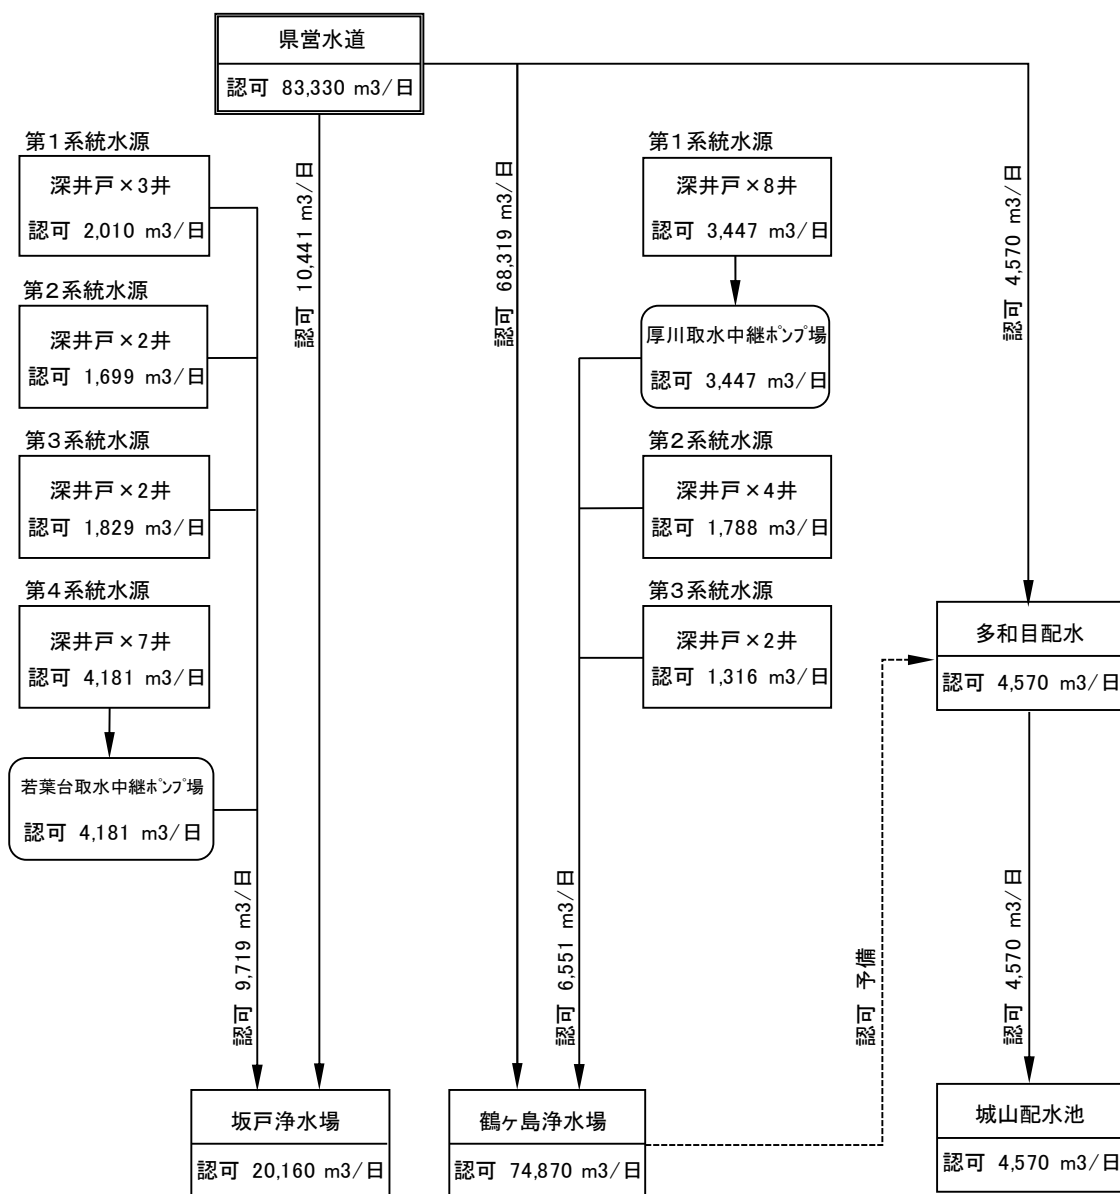 県営水道
認可 83,330 m3/日
第1系統水源
深井戸×3井
認可 2,010 m3/日
第2系統水源
深井戸×2井
認可 1,699 m3/日
第3系統水源
深井戸×2井
認可 1,829 m3/日
第4系統水源
深井戸×7井
認可 4,181 m3/日
若葉台取水中継ﾎﾟﾝﾌﾟ場
認可 4,181 m3/日
認可 9,719 m3/日
認可 10,441 m3/日
認可 68,319 m3/日
第1系統水源
深井戸×8井
認可 3,447 m3/日
厚川取水中継ﾎﾟﾝﾌﾟ場
認可 3,447 m3/日
第2系統水源
深井戸×4井
認可 1,788 m3/日
第3系統水源
深井戸×2井
認可 1,316 m3/日
認可 6,551 m3/日
認可 4,570 m3/日
多和目配水
認可 4,570 m3/日
認可 予備
認可 4,570 m3/日
坂戸浄水場
認可 20,160 m3/日
鶴ヶ島浄水場
認可 74,870 m3/日
城山配水池
認可 4,570 m3/日